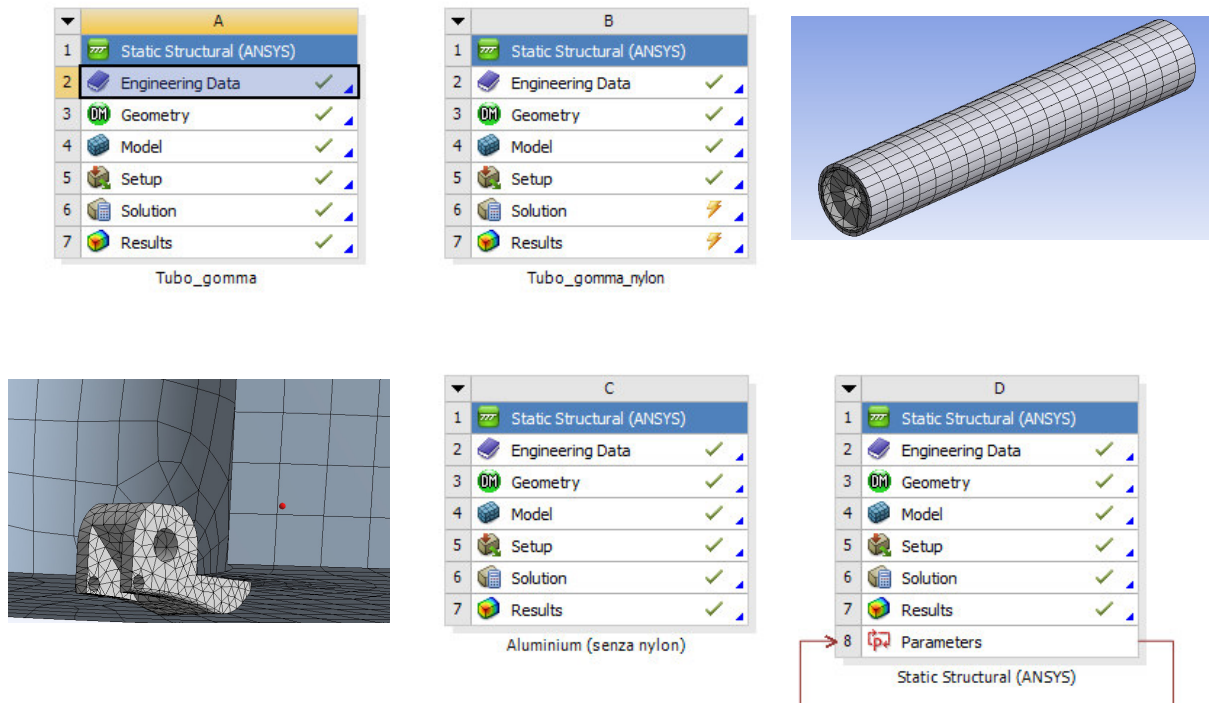 A
1 Static Structural (ANSYS)
2 Engineering Data
3 DM Geometry
4 Model
5 Setup
6 Solution
7 Results
Tubo_gomma
B
1 Static Structural (ANSYS)
2 Engineering Data
3 DM Geometry
4 Model
5 Setup
6 Solution
7 Results
Tubo_gomma_nylon
C
1 Static Structural (ANSYS)
2 Engineering Data
3 DM Geometry
4 Model
5 Setup
6 Solution
7 Results
Aluminium (senza nylon)
D
1 Static Structural (ANSYS)
2 Engineering Data
3 DM Geometry
4 Model
5 Setup
6 Solution
7 Results
8 p Parameters
Static Structural (ANSYS)